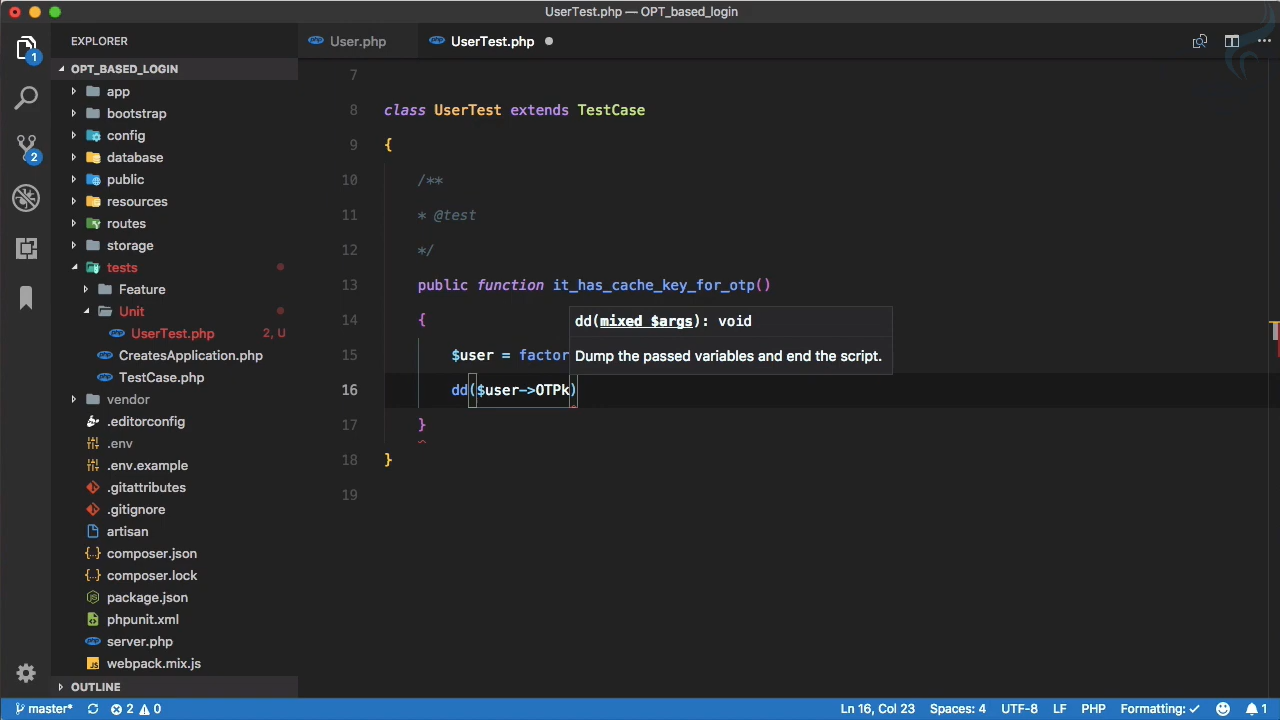 UserTest.php — OPT_based_login
EXPLORER
User.php
UserTest.php
1
OPT_BASED_LOGIN
app
bootstrap
config
2
database
public
resources
routes
storage
tests
Feature
Unit
UserTest.php 2, U
CreatesApplication.php
TestCase.php
vendor
.editorconfig
.env
.env.example
.gitattributes
.gitignore
artisan
composer.json
composer.lock
package.json
phpunit.xml
server.php
webpack.mix.js
OUTLINE
7
8 class UserTest extends TestCase
9 {
10 /**
11 * @test
12 */
13 public function it_has_cache_key_for_otp()
14 {
dd(mixed $args): void
Dump the passed variables and end the script.
15 $user = factor
16 dd($user->OTPk)
17 }
18 }
19
master* 2 0 Ln 16, Col 23 Spaces: 4 UTF-8 LF PHP Formatting: ✓ 1